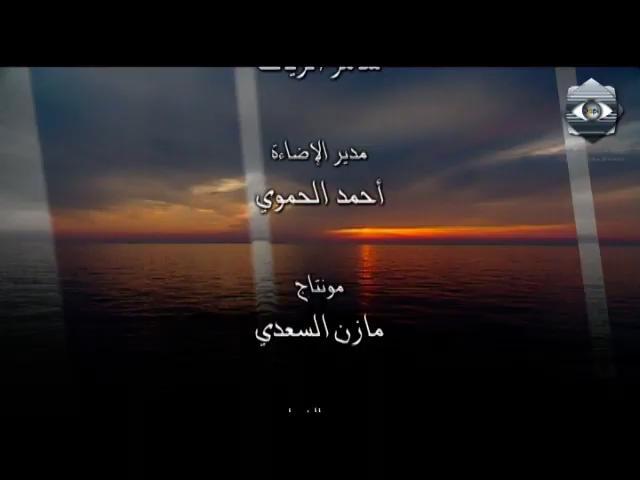 مدير الإضاءة
أحمد الحموي
مونتاج
مازن السعدي